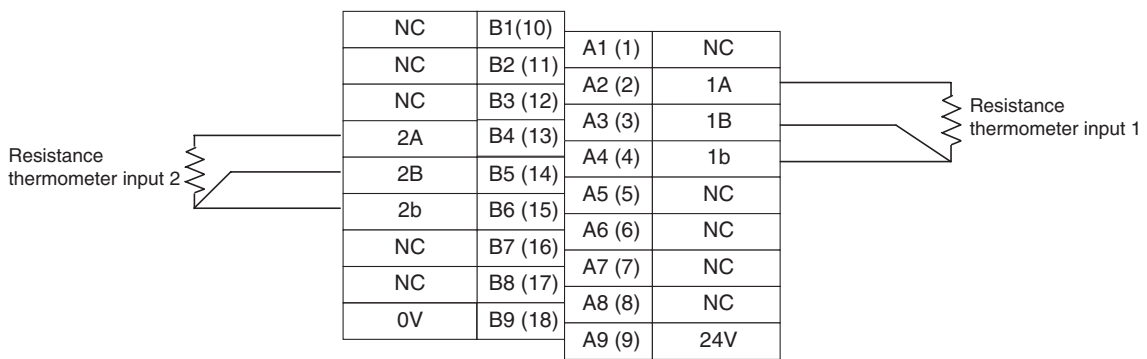 NC B1(10)
NC B2 (11)
NC B3 (12)
2A B4 (13)
2B B5 (14)
2b B6 (15)
NC B7 (16)
NC B8 (17)
0V B9 (18)
A1 (1) NC
A2 (2) 1A
A3 (3) 1B
A4 (4) 1b
A5 (5) NC
A6 (6) NC
A7 (7) NC
A8 (8) NC
A9 (9) 24V
Resistance
thermometer input 2
Resistance
thermometer input 1